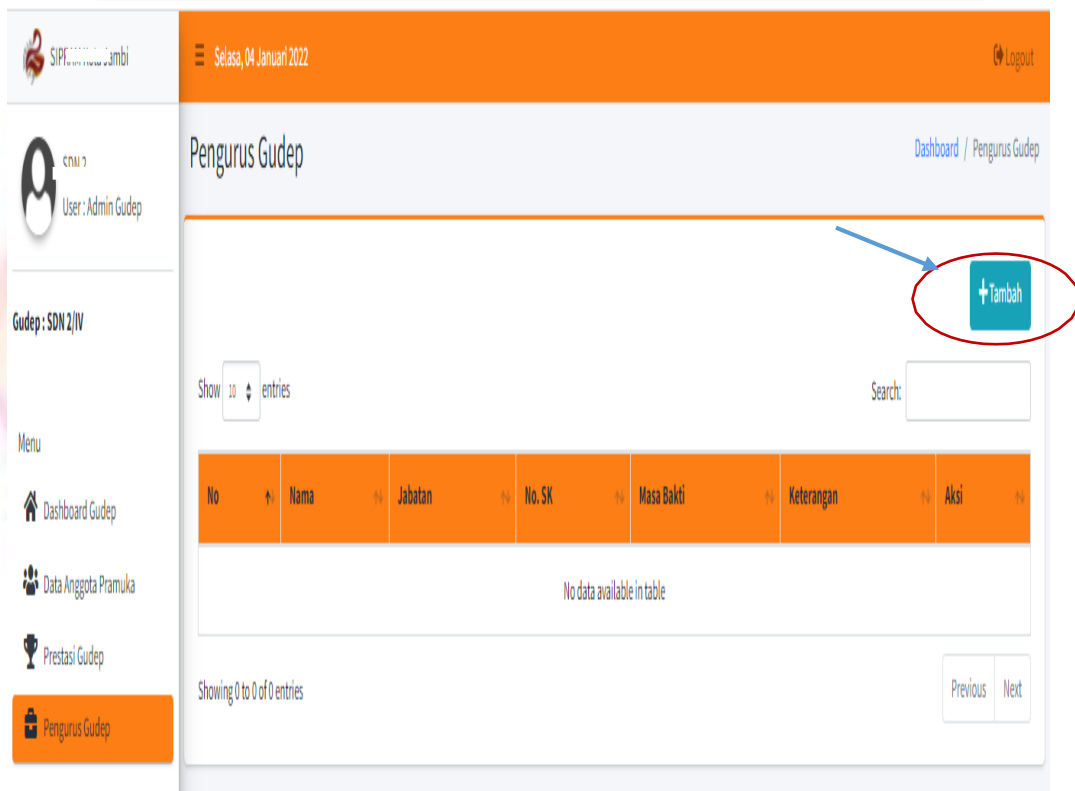 Jambi
Selasa, 04 Januari 2022
Logout
User : Admin Gudep
Gudep : SDN 2/IV
Menu
Dashboard Gudep
Data Anggota Pramuka
Prestasi Gudep
Pengurus Gudep
Pengurus Gudep
Dashboard / Pengurus Gudep
+Tambah
Show 10 entries
Search:
No Nama Jabatan No. SK Masa Bakti Keterangan Aksi
No data available in table
Showing 0 to 0 of 0 entries
Previous Next